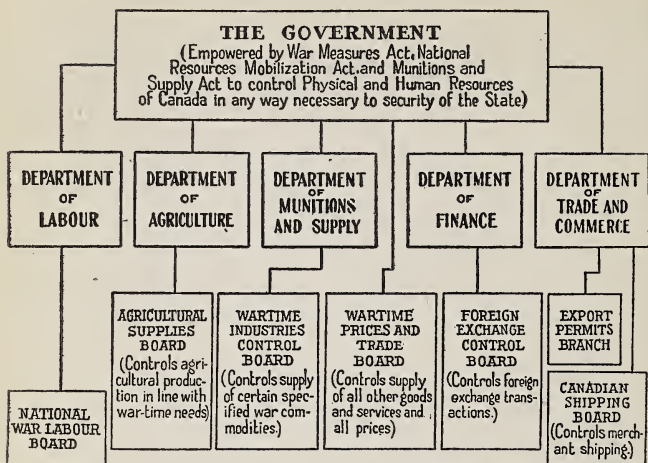 THE GOVERNMENT
(Empowered by War Measures Act, National
Resources Mobilization Act, and Munitions and
Supply Act to control Physical and Human Resources
of Canada in any way necessary to security of the State)
DEPARTMENT
OF
LABOUR
DEPARTMENT
OF
AGRICULTURE
DEPARTMENT
OF
MUNITIONS
AND SUPPLY
DEPARTMENT
OF
FINANCE
DEPARTMENT
OF
TRADE AND
COMMERCE
NATIONAL
WAR LABOUR
BOARD
AGRICULTURAL
SUPPLIES
BOARD
(Controls agri-
cultural produc-
tion in line with
war-time needs)
WARTIME
INDUSTRIES
CONTROL
BOARD
(Controls supply
of certain spec-
ified war com-
modities.)
WARTIME
PRICES AND
TRADE
BOARD
(Controls supply
of all other goods
and services and
all prices)
FOREIGN
EXCHANGE
CONTROL
BOARD
(Controls foreign
exchange trans-
actions.)
EXPORT
PERMITS
BRANCH
CANADIAN
SHIPPING
BOARD
(Controls merch-
ant shipping.)